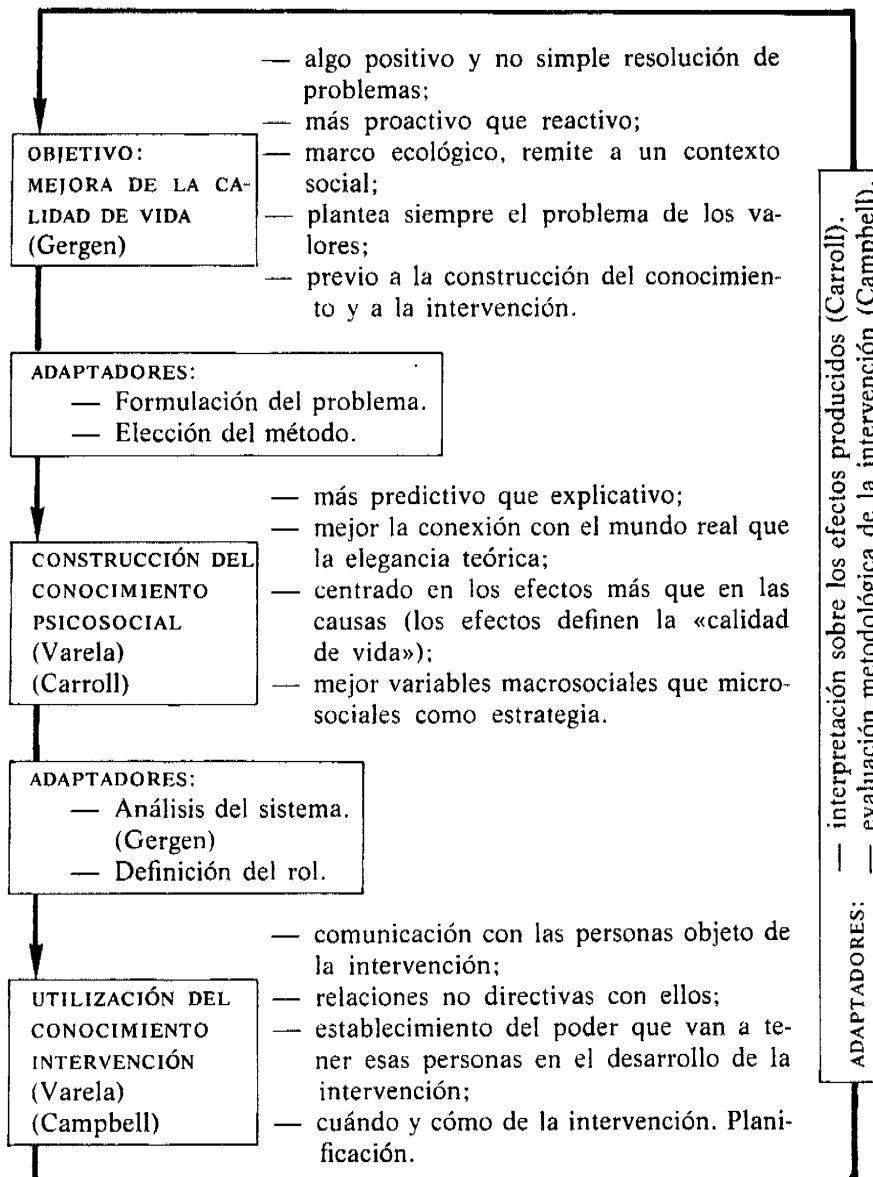 — algo positivo y no simple resolución de
problemas;
— más proactivo que reactivo;
— marco ecológico, remite a un contexto
social;
— plantea siempre el problema de los va-
lores;
— previo a la construcción del conocimien-
to y a la intervención.
OBJETIVO:
MEJORA DE LA CA-
LIDAD DE VIDA
(Gergen)
ADAPTADORES:
— Formulación del problema.
— Elección del método.
— más predictivo que explicativo;
— mejor la conexión con el mundo real que
la elegancia teórica;
— centrado en los efectos más que en las
causas (los efectos definen la «calidad
de vida»);
— mejor variables macrosociales que micro-
sociales como estrategia.
CONSTRUCCIÓN DEL
CONOCIMIENTO
PSICOSOCIAL
(Varela)
(Carroll)
ADAPTADORES:
— Análisis del sistema.
(Gergen)
— Definición del rol.
— comunicación con las personas objeto de
la intervención;
— relaciones no directivas con ellos;
— establecimiento del poder que van a te-
ner esas personas en el desarrollo de la
intervención;
— cuándo y cómo de la intervención. Plani-
ficación.
UTILIZACIÓN DEL
CONOCIMIENTO
INTERVENCIÓN
(Varela)
(Campbell)
ADAPTADORES: — interpretación sobre los efectos producidos (Carroll).
— evaluación metodológica de la intervención (Campbell).